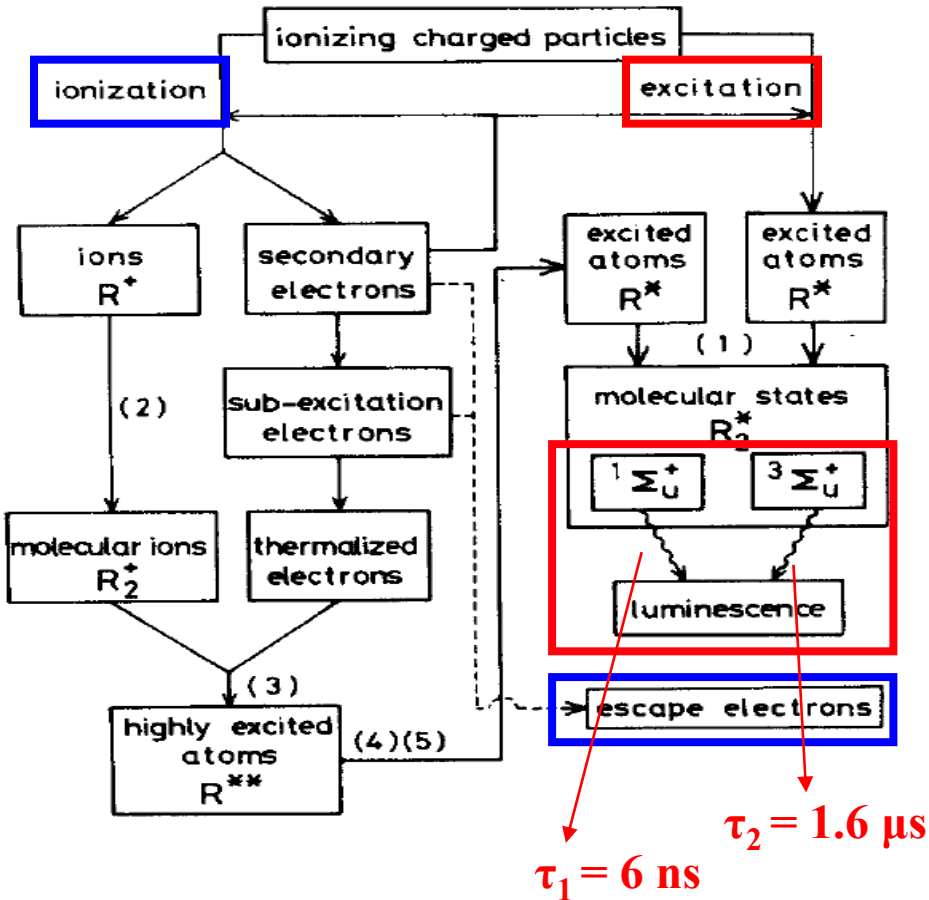 ionizing charged particles
ionization
excitation
ions
R⁺
secondary
electrons
excited
atoms
R*
excited
atoms
R*
(1)
(2)
sub-excitation
electrons
molecular states
R₂*
¹Σᵤ⁺
³Σᵤ⁺
molecular ions
R₂⁺
thermalized
electrons
luminescence
(3)
highly excited
atoms
R**
(4)(5)
escape electrons
τ₂ = 1.6 μs
τ₁ = 6 ns